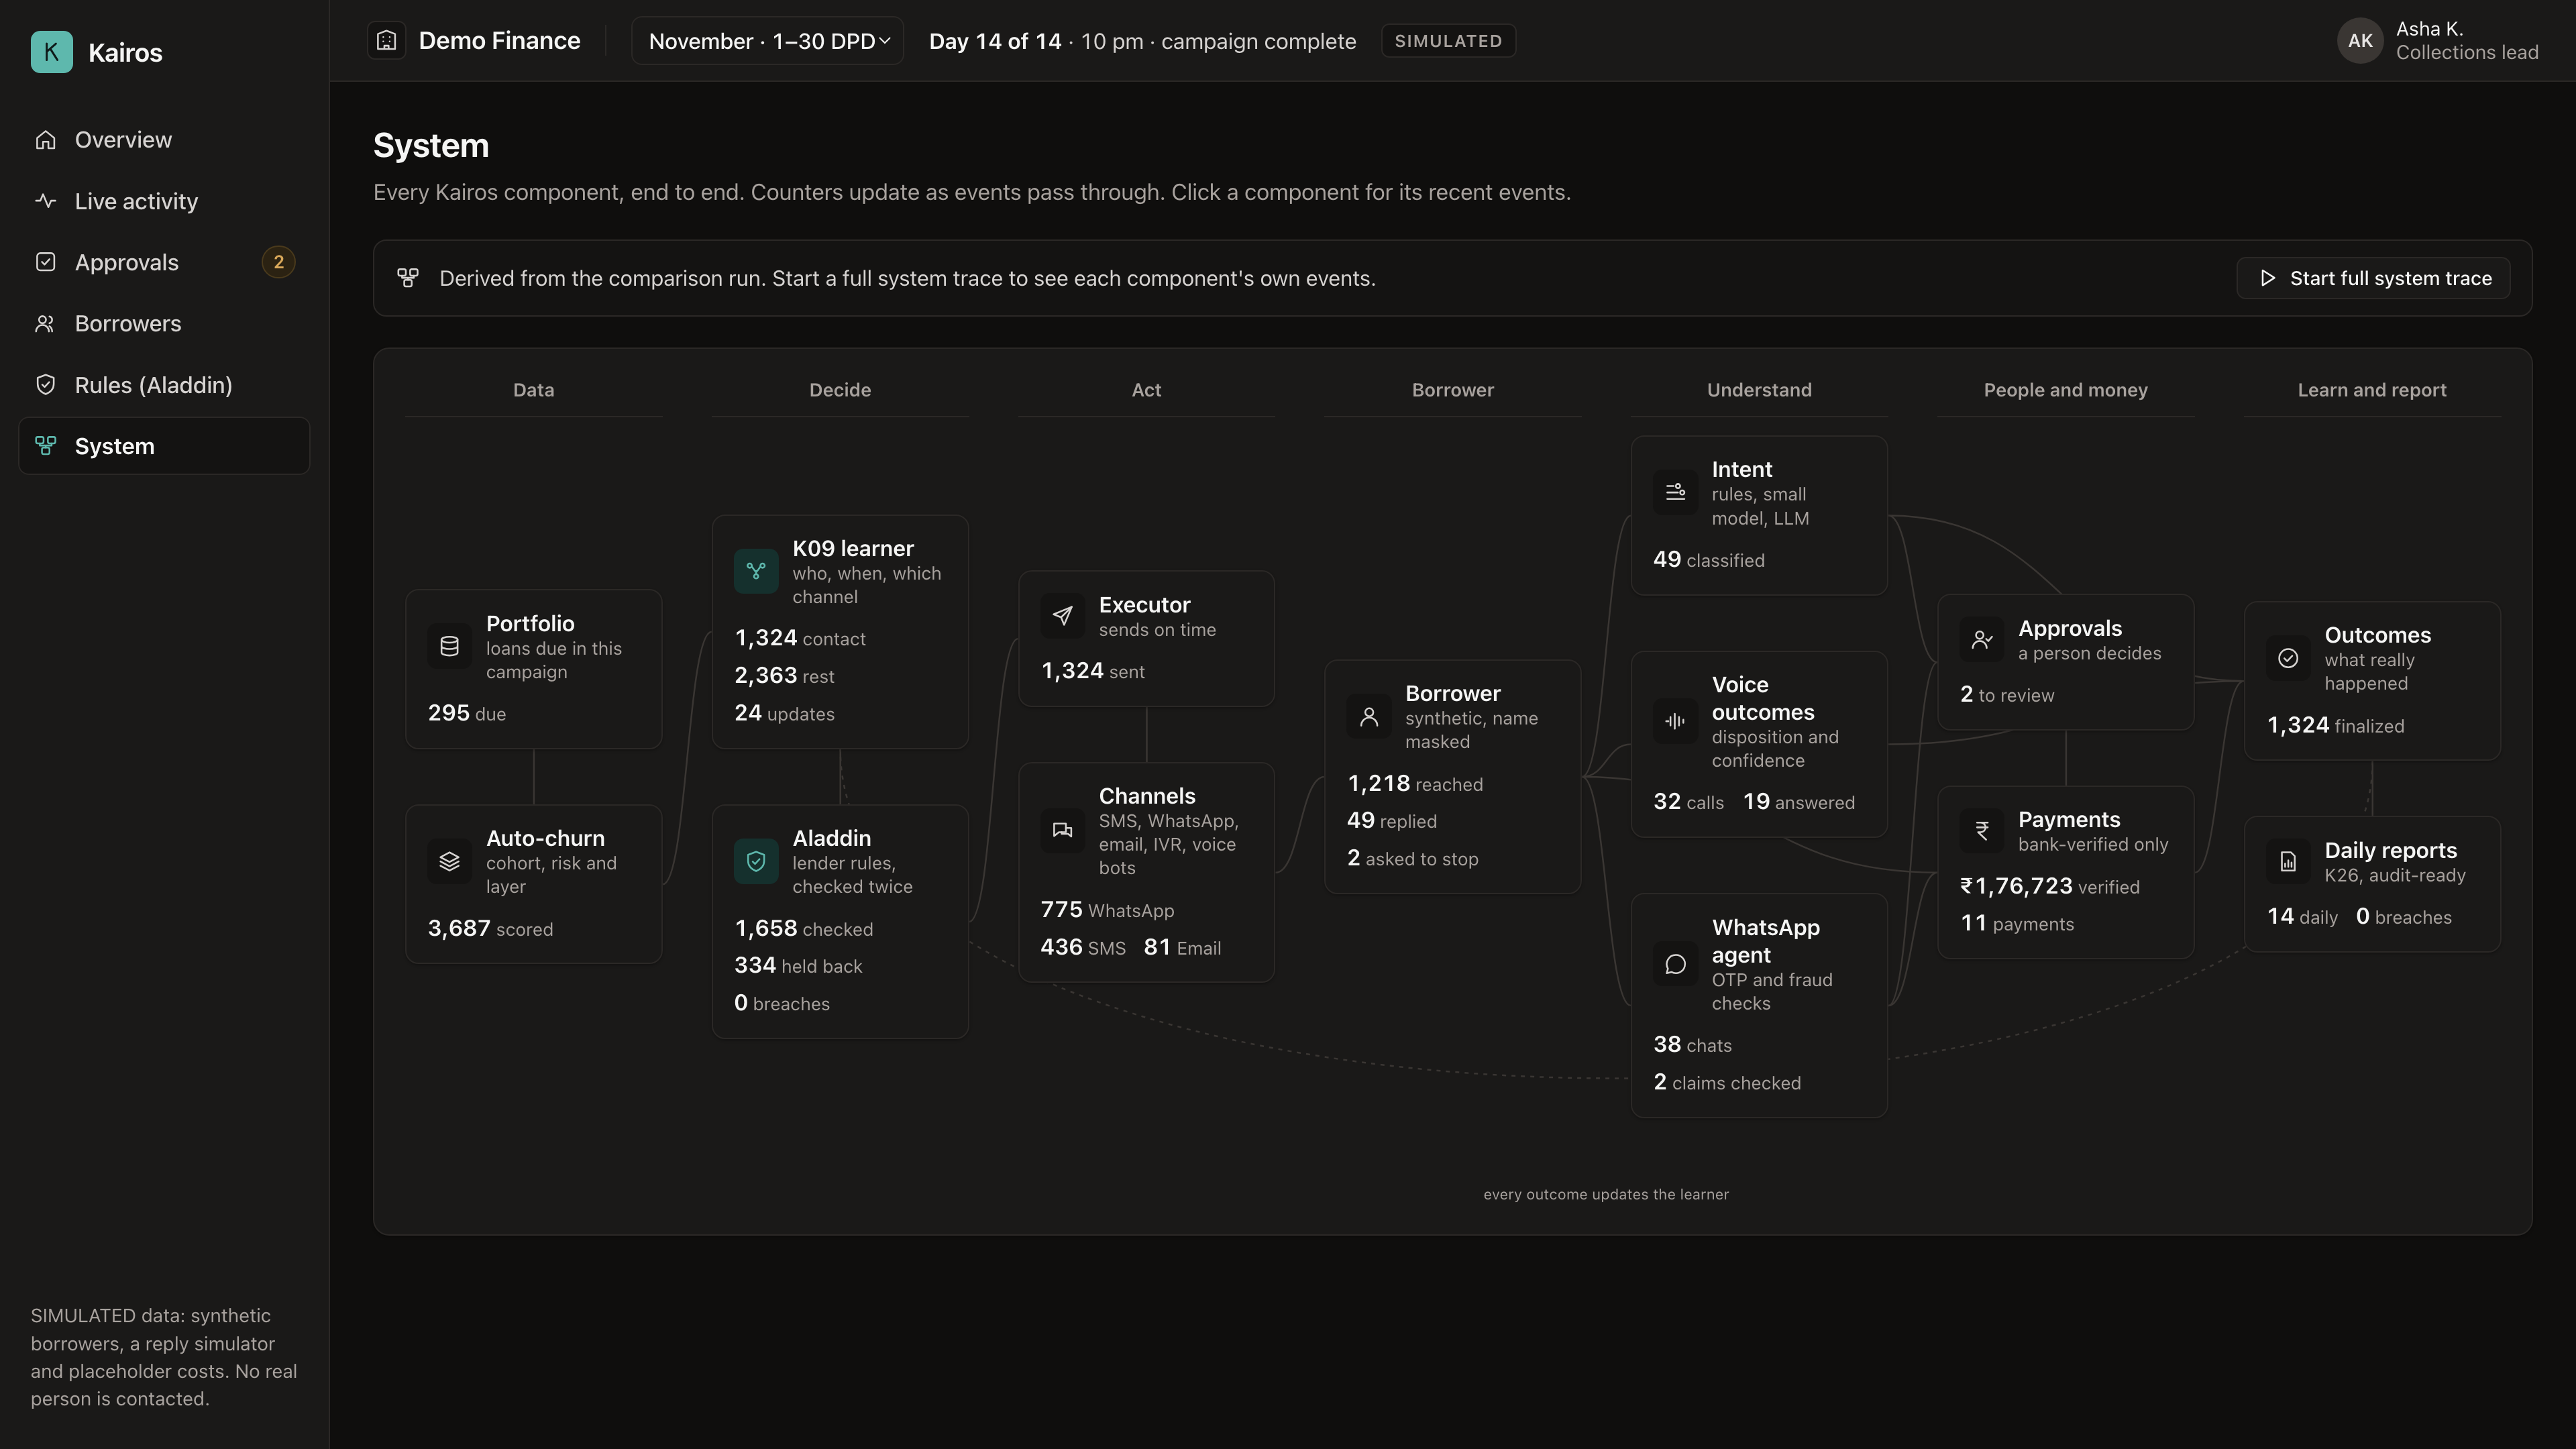 K Kairos
Overview
Live activity
Approvals 2
Borrowers
Rules (Aladdin)
System
SIMULATED data: synthetic
borrowers, a reply simulator
and placeholder costs. No real
person is contacted.
Demo Finance
November · 1–30 DPD
Day 14 of 14 · 10 pm · campaign complete
SIMULATED
AK
Asha K.
Collections lead
System
Every Kairos component, end to end. Counters update as events pass through. Click a component for its recent events.
Derived from the comparison run. Start a full system trace to see each component's own events.
Start full system trace
Data
Decide
Act
Borrower
Understand
People and money
Learn and report
Portfolio
loans due in this
campaign
295 due
Auto-churn
cohort, risk and
layer
3,687 scored
K09 learner
who, when, which
channel
1,324 contact
2,363 rest
24 updates
Aladdin
lender rules,
checked twice
1,658 checked
334 held back
0 breaches
Executor
sends on time
1,324 sent
Channels
SMS, WhatsApp,
email, IVR, voice
bots
775 WhatsApp
436 SMS 81 Email
Borrower
synthetic, name
masked
1,218 reached
49 replied
2 asked to stop
Intent
rules, small
model, LLM
49 classified
Voice
outcomes
disposition and
confidence
32 calls 19 answered
WhatsApp
agent
OTP and fraud
checks
38 chats
2 claims checked
Approvals
a person decides
2 to review
Payments
bank-verified only
₹1,76,723 verified
11 payments
Outcomes
what really
happened
1,324 finalized
Daily reports
K26, audit-ready
14 daily 0 breaches
every outcome updates the learner